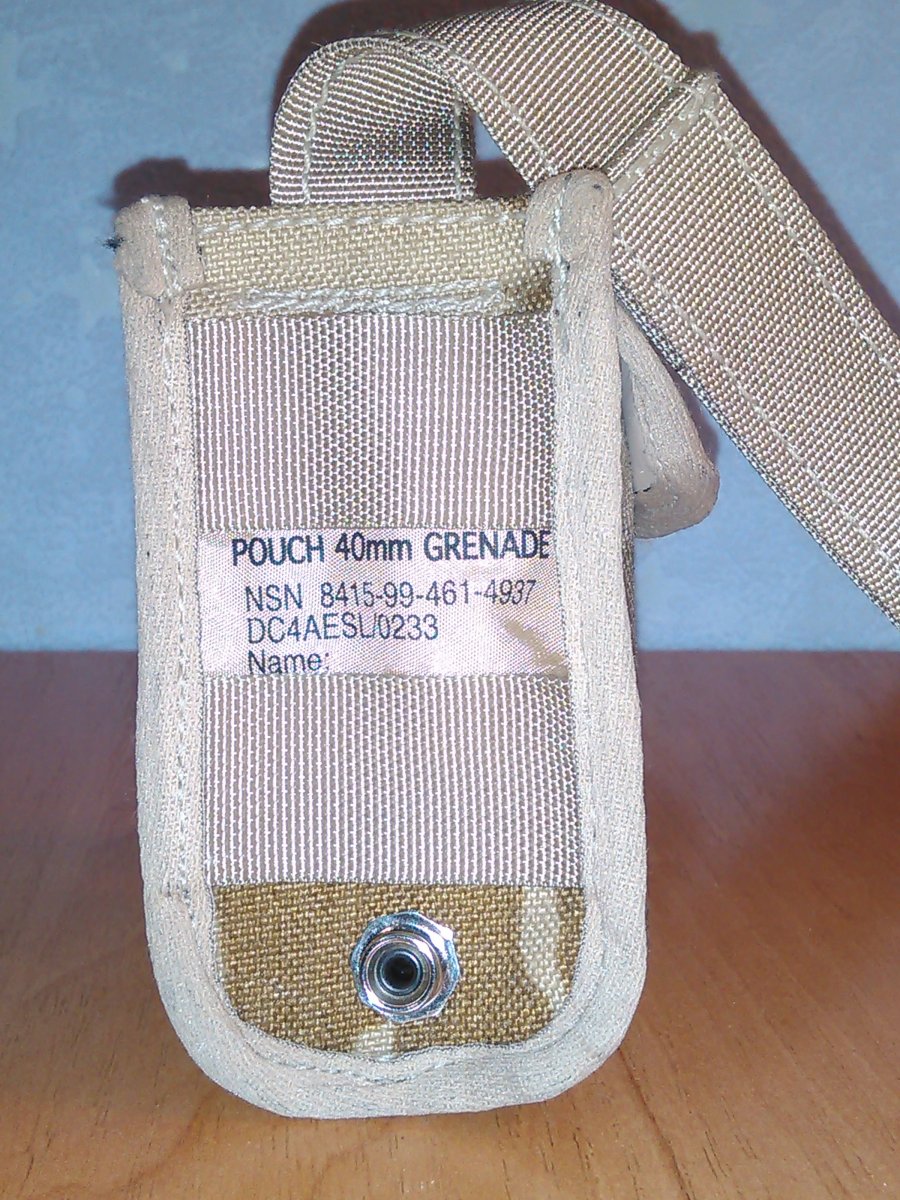 POUCH 40mm GRENADE
NSN 8415-99-461-4937
DC4AESL/0233
Name: